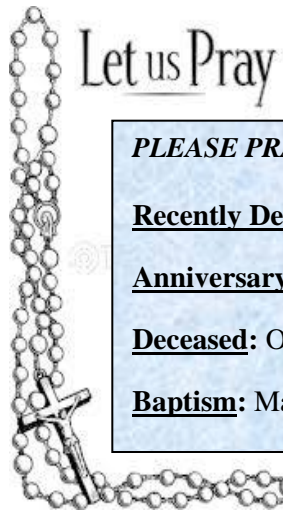 Let us Pray
PLEASE PRA
Recently De
Anniversary
Deceased: O
Baptism: Ma